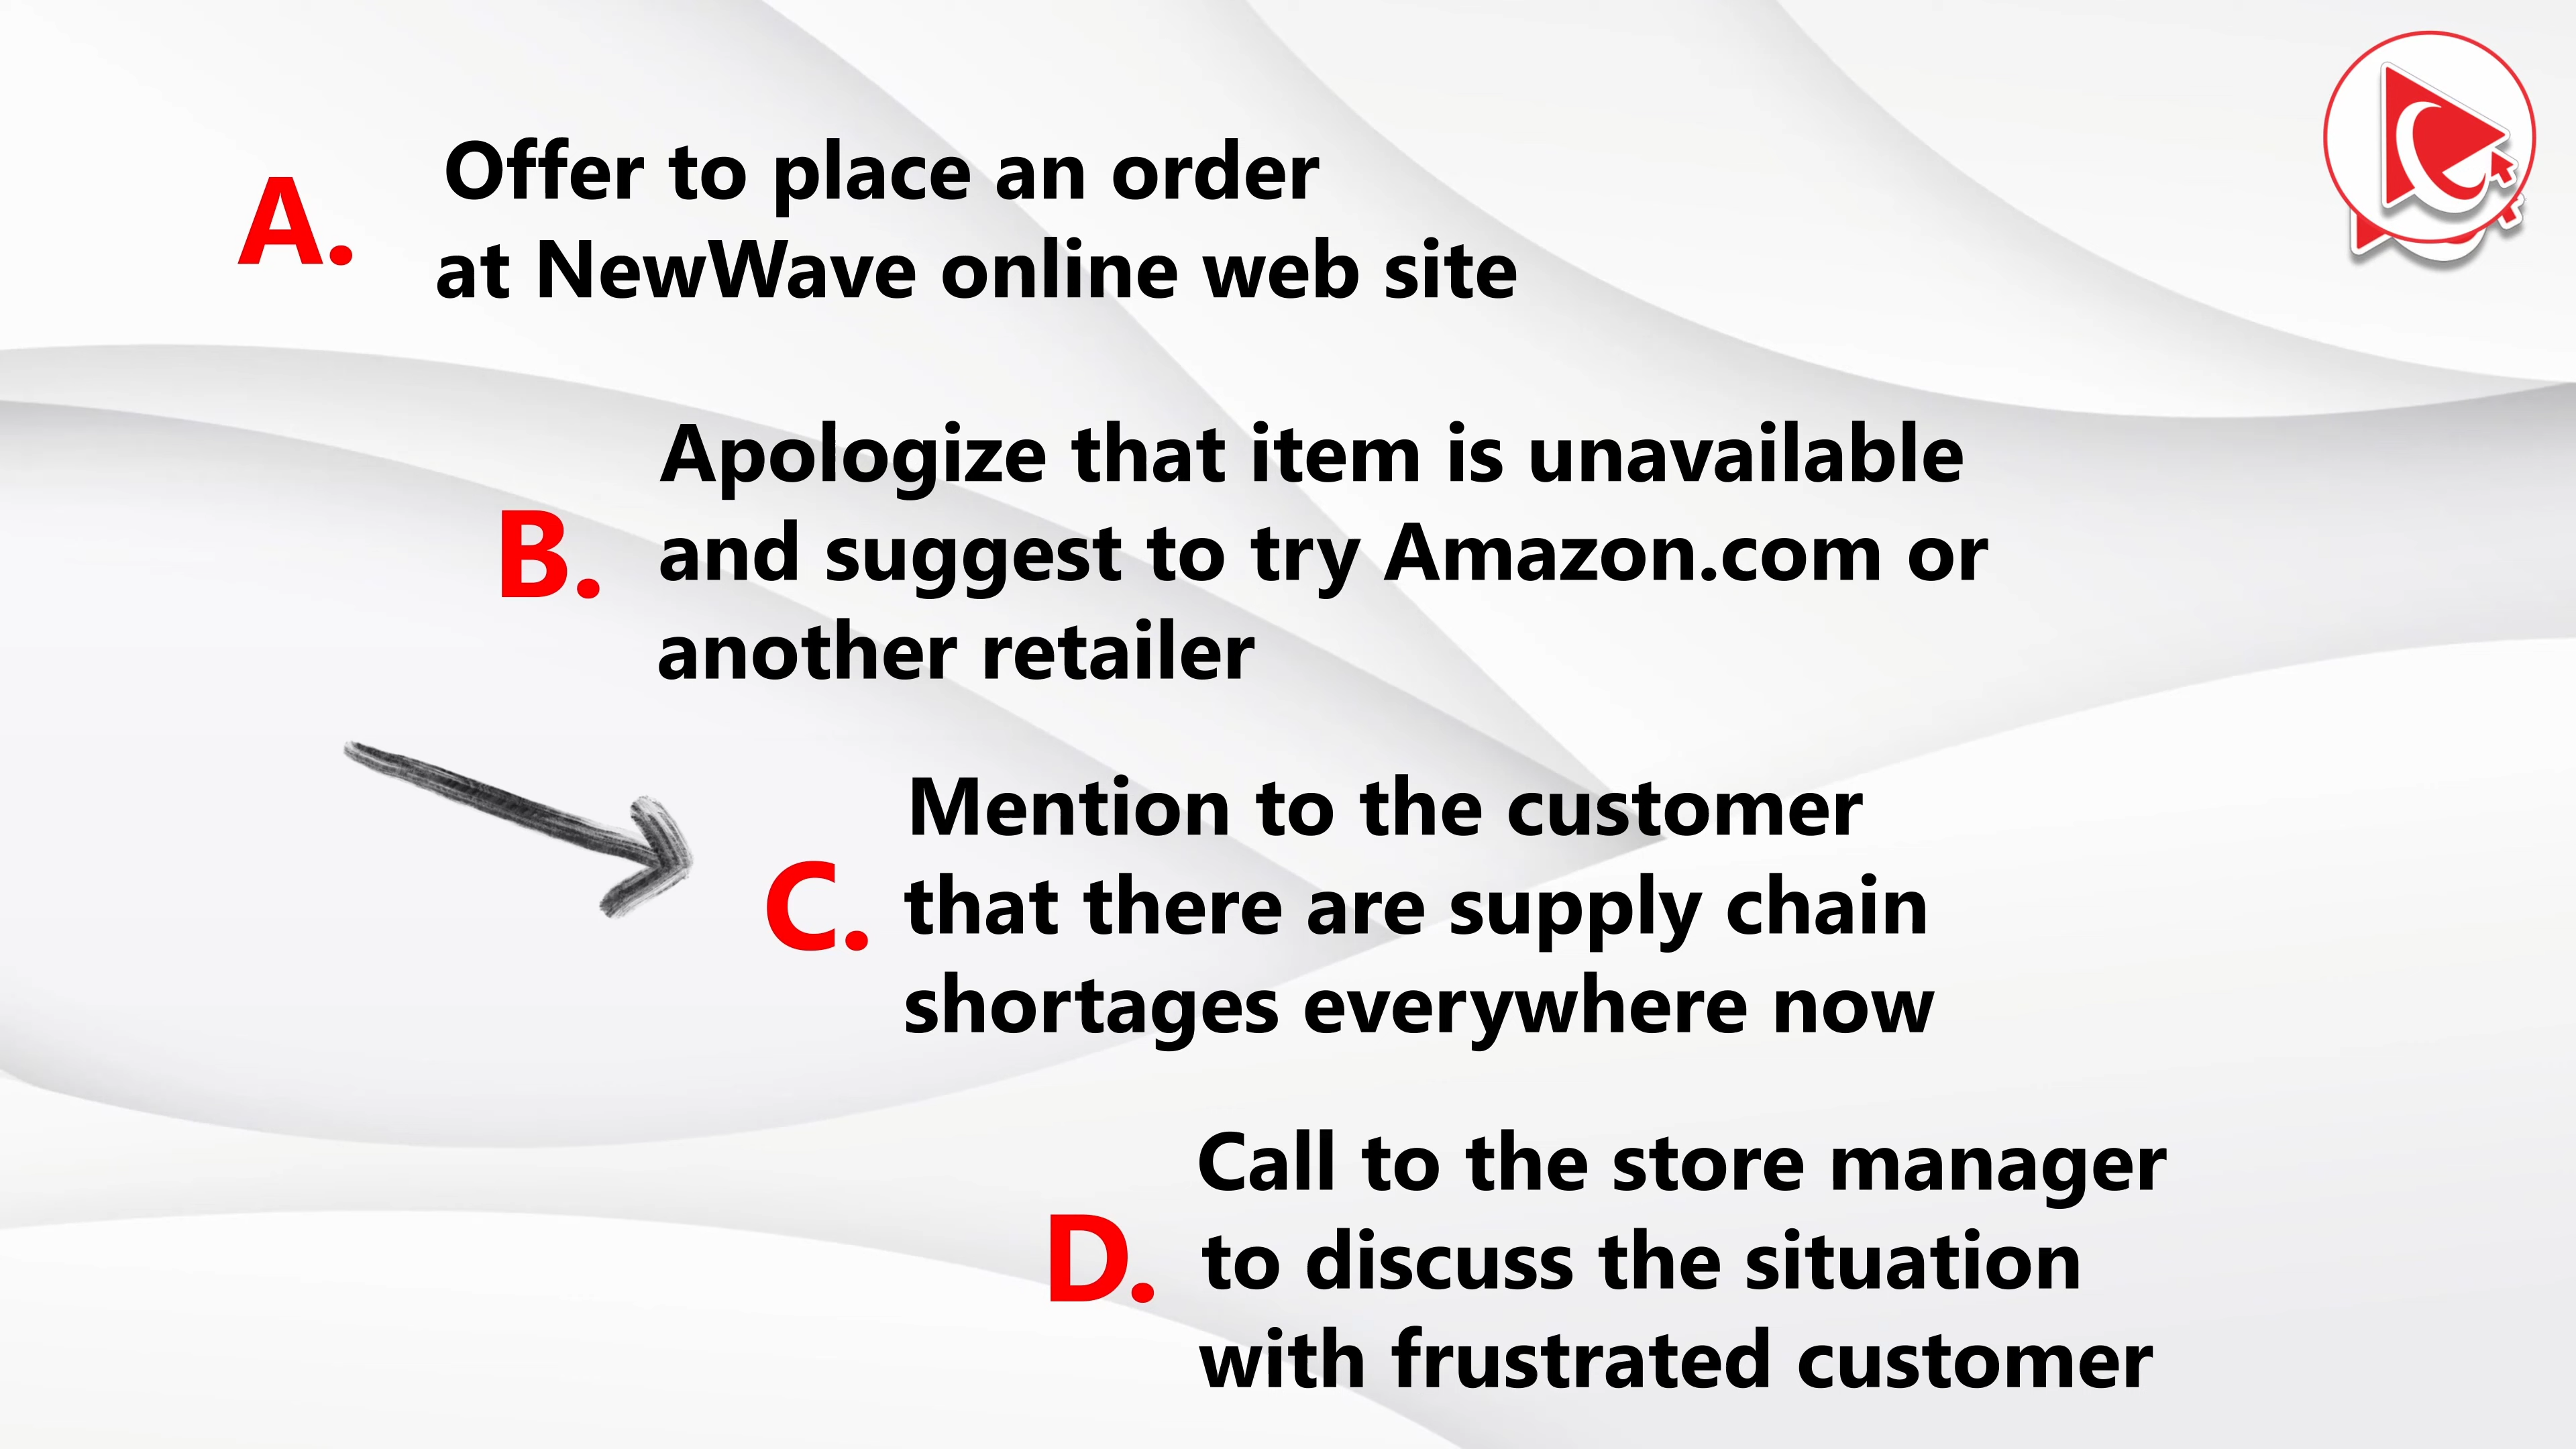 A.
Offer to place an order
at NewWave online web site
B.
Apologize that item is unavailable
and suggest to try Amazon.com or
another retailer
C.
Mention to the customer
that there are supply chain
shortages everywhere now
D.
Call to the store manager
to discuss the situation
with frustrated customer